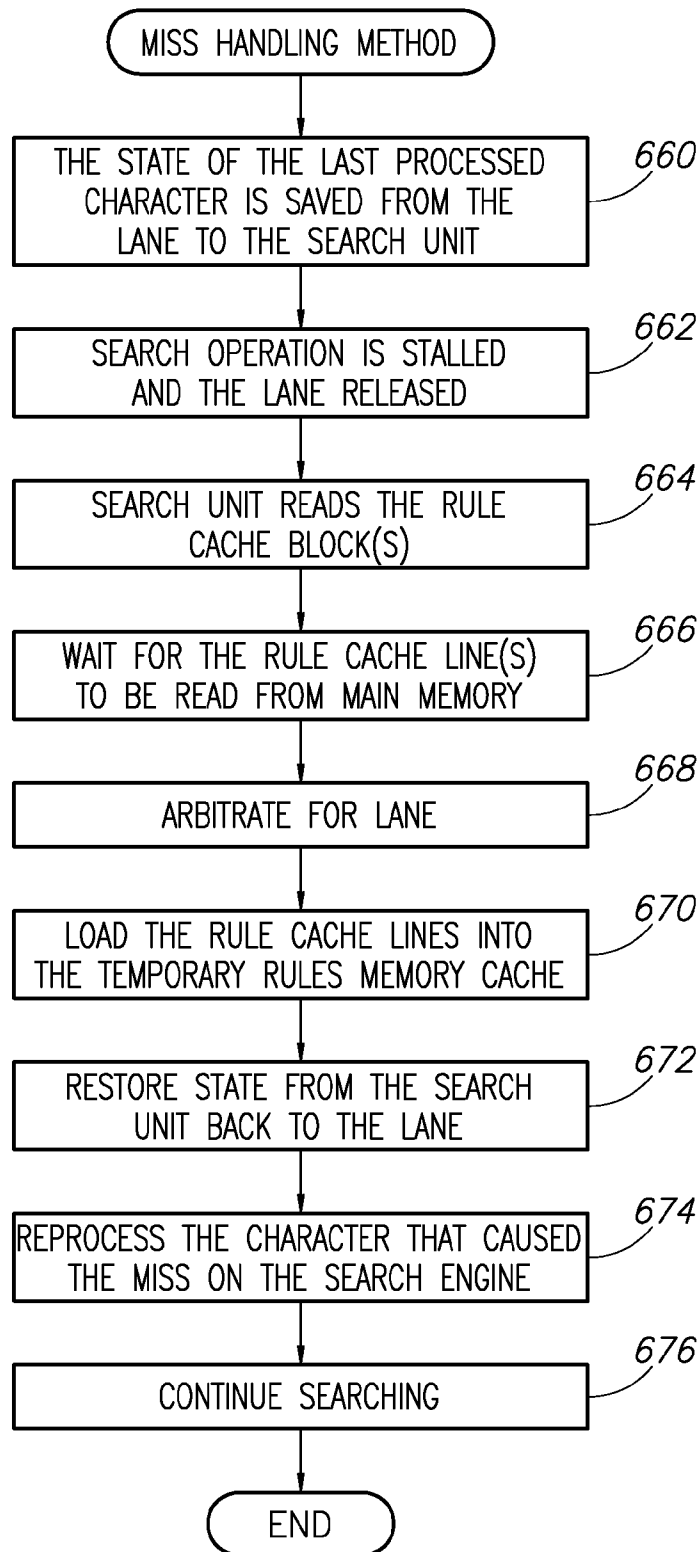 MISS HANDLING METHOD
THE STATE OF THE LAST PROCESSED
CHARACTER IS SAVED FROM THE
LANE TO THE SEARCH UNIT
660
SEARCH OPERATION IS STALLED
AND THE LANE RELEASED
662
SEARCH UNIT READS THE RULE
CACHE BLOCK(S)
664
WAIT FOR THE RULE CACHE LINE(S)
TO BE READ FROM MAIN MEMORY
666
ARBITRATE FOR LANE
668
LOAD THE RULE CACHE LINES INTO
THE TEMPORARY RULES MEMORY CACHE
670
RESTORE STATE FROM THE SEARCH
UNIT BACK TO THE LANE
672
REPROCESS THE CHARACTER THAT CAUSED
THE MISS ON THE SEARCH ENGINE
674
CONTINUE SEARCHING
676
END